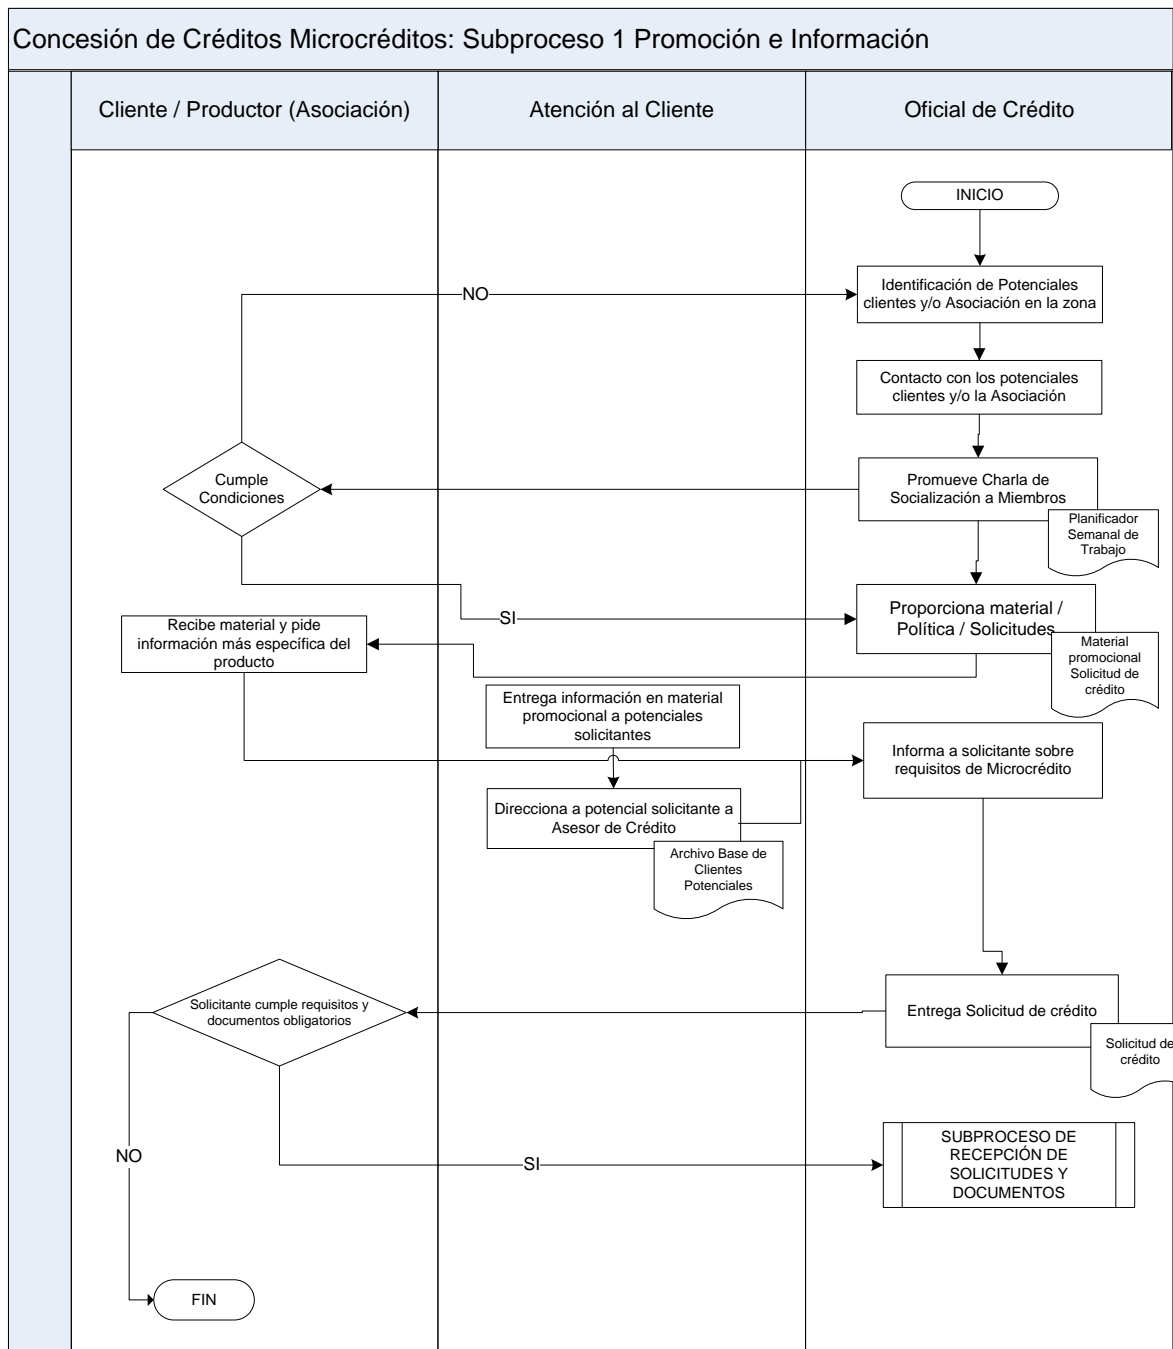 Concesión de Créditos Microcréditos: Subproceso 1 Promoción e Información
Cliente / Productor (Asociación)
Atención al Cliente
Oficial de Crédito
INICIO
Identificación de Potenciales
clientes y/o Asociación en la zona
NO
Contacto con los potenciales
clientes y/o la Asociación
Cumple
Condiciones
Promueve Charla de
Socialización a Miembros
Planificador
Semanal de
Trabajo
SI
Proporciona material /
Política / Solicitudes
Recibe material y pide
información más específica del
producto
Material
promocional
Solicitud de
crédito
Entrega información en material
promocional a potenciales
solicitantes
Informa a solicitante sobre
requisitos de Microcrédito
Direcciona a potencial solicitante a
Asesor de Crédito
Archivo Base de
Clientes
Potenciales
Solicitante cumple requisitos y
documentos obligatorios
Entrega Solicitud de crédito
Solicitud de
crédito
NO
SI
SUBPROCESO DE
RECEPCIÓN DE
SOLICITUDES Y
DOCUMENTOS
FIN